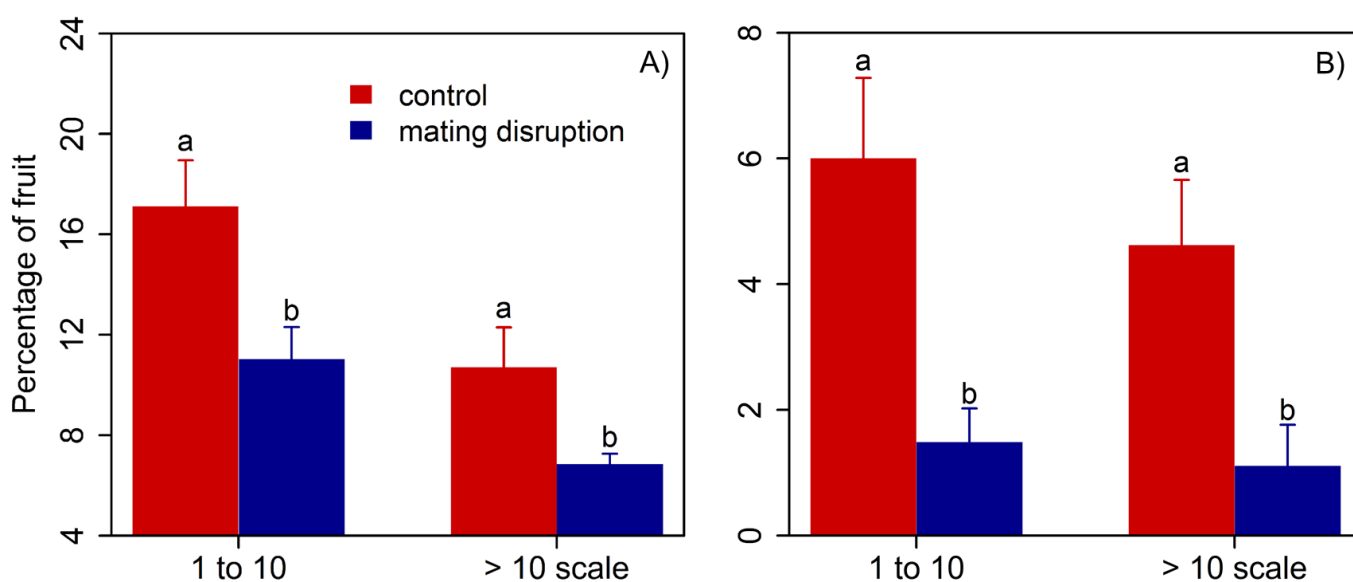 A)
24
20
16
12
8
4
Percentage of fruit
control
mating disruption
a
b
a
b
1 to 10
> 10 scale
B)
8
6
4
2
0
a
b
a
b
1 to 10
> 10 scale